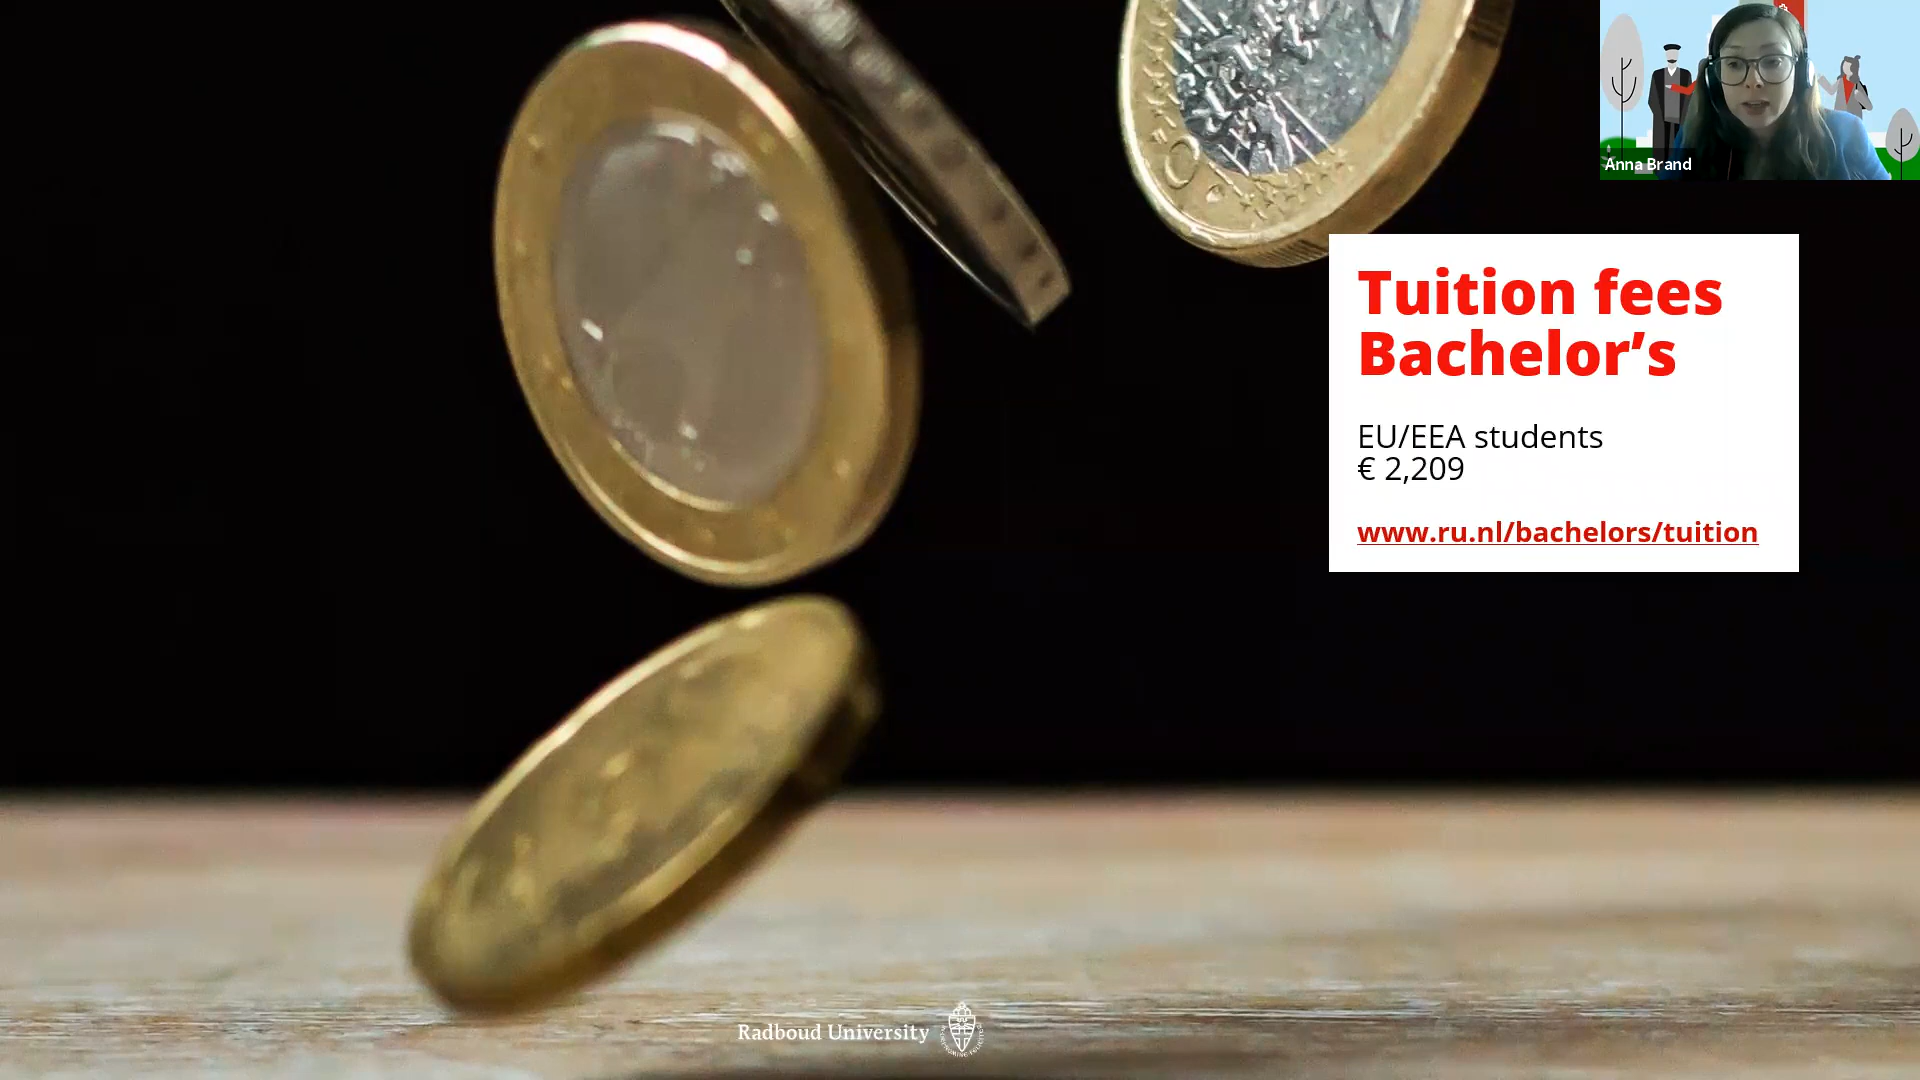 Anna Brand
Tuition fees
Bachelor's
EU/EEA students
€ 2,209
www.ru.nl/bachelors/tuition
Radboud University